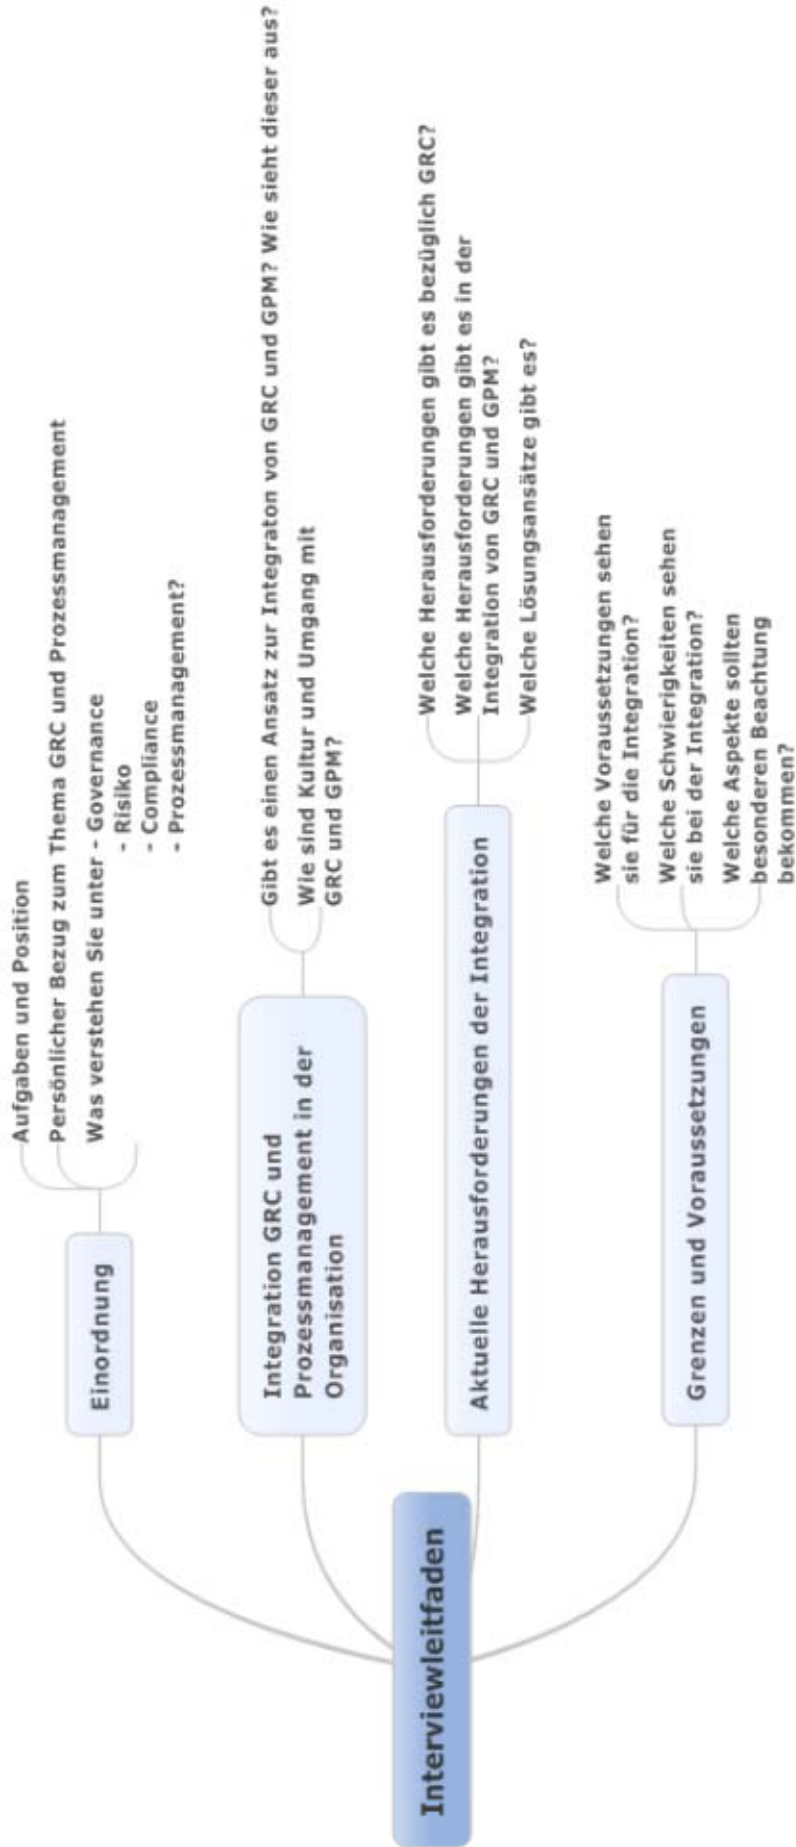 Interviewleitfaden
Einordnung
Aufgaben und Position
Persönlicher Bezug zum Thema GRC und Prozessmanagement
Was verstehen Sie unter - Governance
- Risiko
- Compliance
- Prozessmanagement?
Integration GRC und
Prozessmanagement in der
Organisation
Gibt es einen Ansatz zur Integraton von GRC und GPM? Wie sieht dieser aus?
Wie sind Kultur und Umgang mit
GRC und GPM?
Aktuelle Herausforderungen der Integration
Welche Herausforderungen gibt es bezüglich GRC?
Welche Herausforderungen gibt es in der
Integration von GRC und GPM?
Welche Lösungsansätze gibt es?
Grenzen und Voraussetzungen
Welche Voraussetzungen sehen
sie für die Integration?
Welche Schwierigkeiten sehen
sie bei der Integration?
Welche Aspekte sollten
besonderen Beachtung
bekommen?